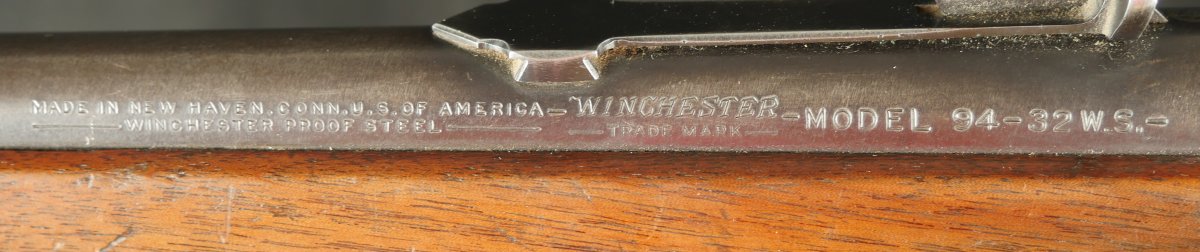 MADE IN NEW HAVEN. CONN. U.S. OF AMERICA–WINCHESTER–MODEL 94–32 W.S.–
WINCHESTER PROOF STEEL TRADE MARK